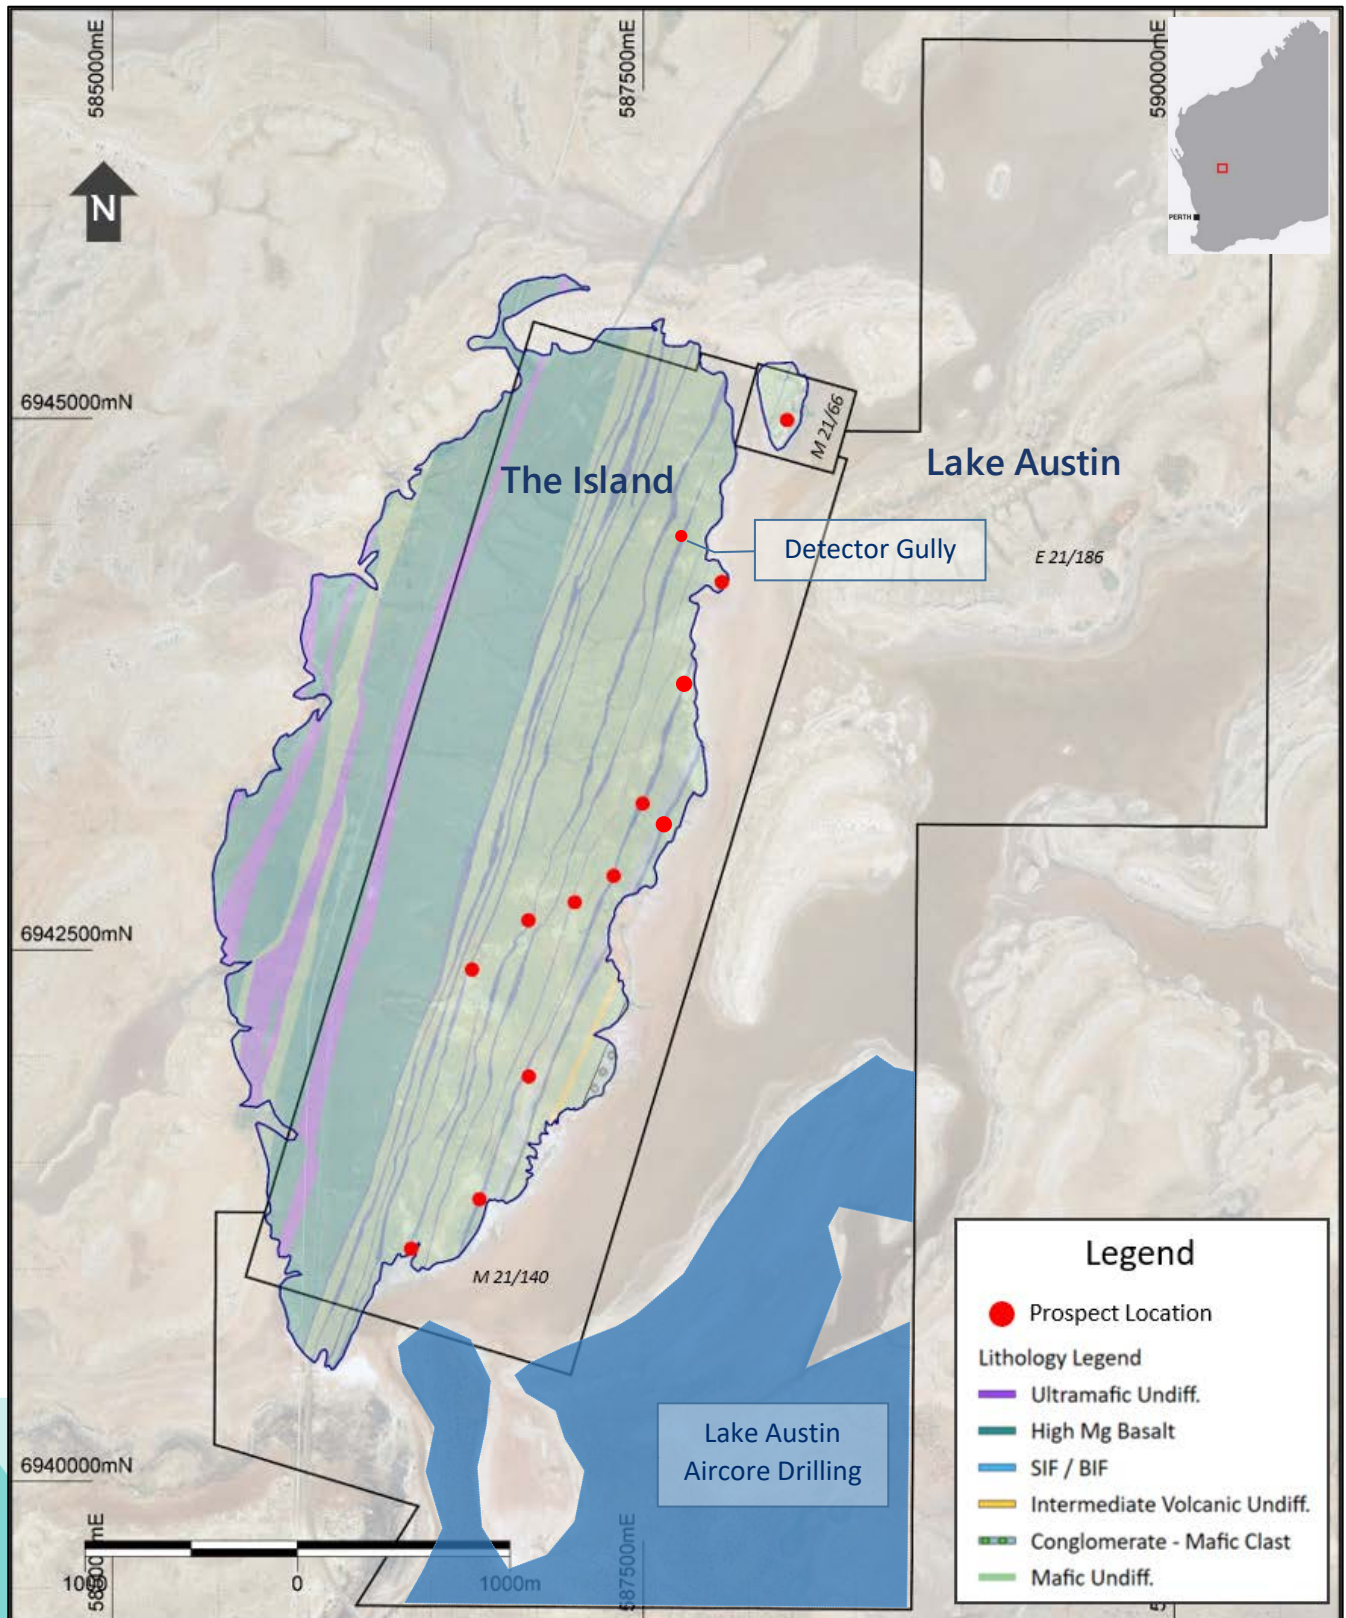 585000mE
587500mE
590000mE
PERTH
N
6945000mN
M 21/66
The Island
Lake Austin
Detector Gully
E 21/186
6942500mN
M 21/140
Legend
Prospect Location
Lithology Legend
Ultramafic Undiff.
High Mg Basalt
SIF / BIF
Intermediate Volcanic Undiff.
Conglomerate - Mafic Clast
Mafic Undiff.
Lake Austin
Aircore Drilling
6940000mN
0
1000m
587500mE